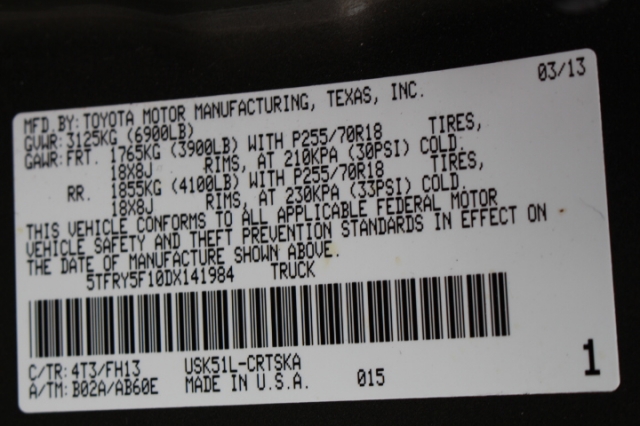 MFD. BY: TOYOTA MOTOR MANUFACTURING, TEXAS, INC. 03/13
GVWR: 3125KG (6900LB)
GAWR: FRT. 1765KG (3900LB) WITH P255/70R18 TIRES,
18X8J RIMS, AT 210KPA (30PSI) COLD.
RR. 1855KG (4100LB) WITH P255/70R18 TIRES,
18X8J RIMS, AT 230KPA (33PSI) COLD.
THIS VEHICLE CONFORMS TO ALL APPLICABLE FEDERAL MOTOR
VEHICLE SAFETY AND THEFT PREVENTION STANDARDS IN EFFECT ON
THE DATE OF MANUFACTURE SHOWN ABOVE.
5TFRY5F10DX141984 TRUCK
C/TR: 4T3/FH13 USK51L-CRTSKA
A/TM: B02A/AB60E MADE IN U.S.A. 015 1